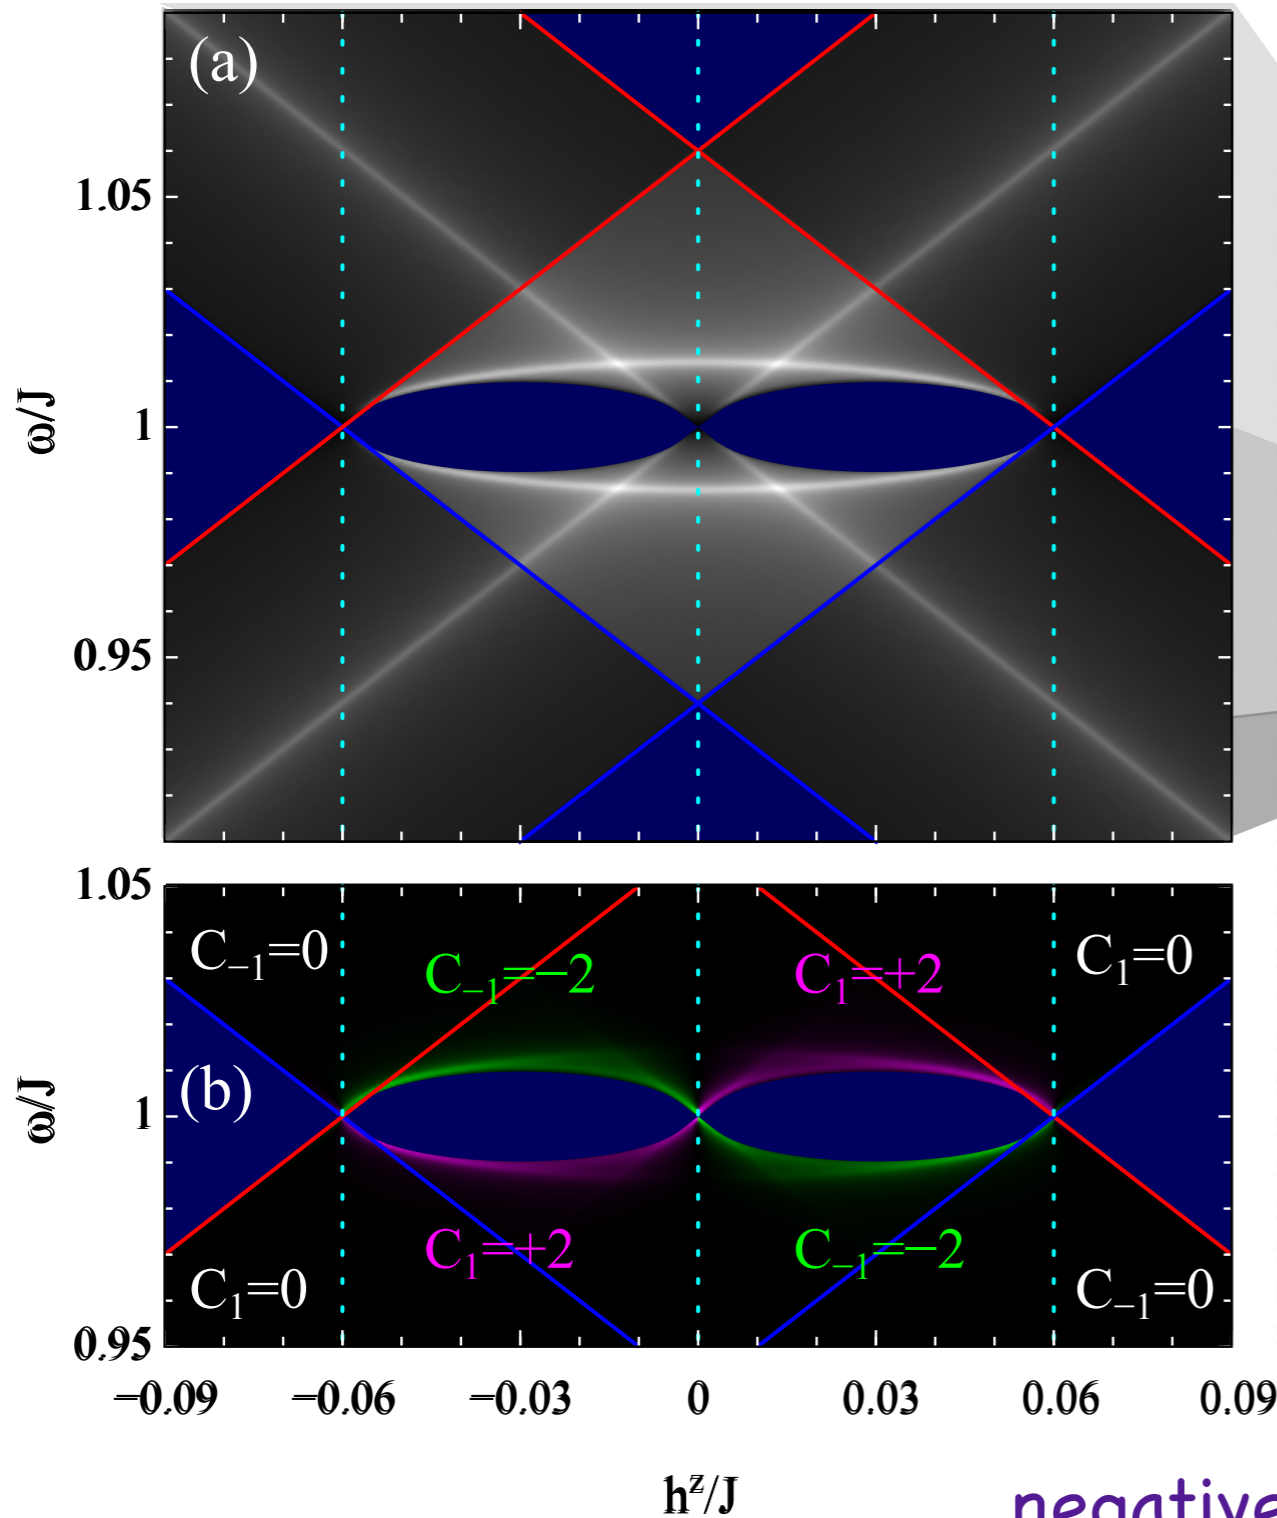 (a)
1.05
1
0.95
ω/J
1.05
C₋₁=0
C₋₁=−2
C₁=+2
C₁=0
(b)
1
ω/J
C₁=0
C₁=+2
C₋₁=−2
C₋₁=0
0.95
−0.09 −0.06 −0.03 0 0.03 0.06 0.09
hᶻ/J
negative